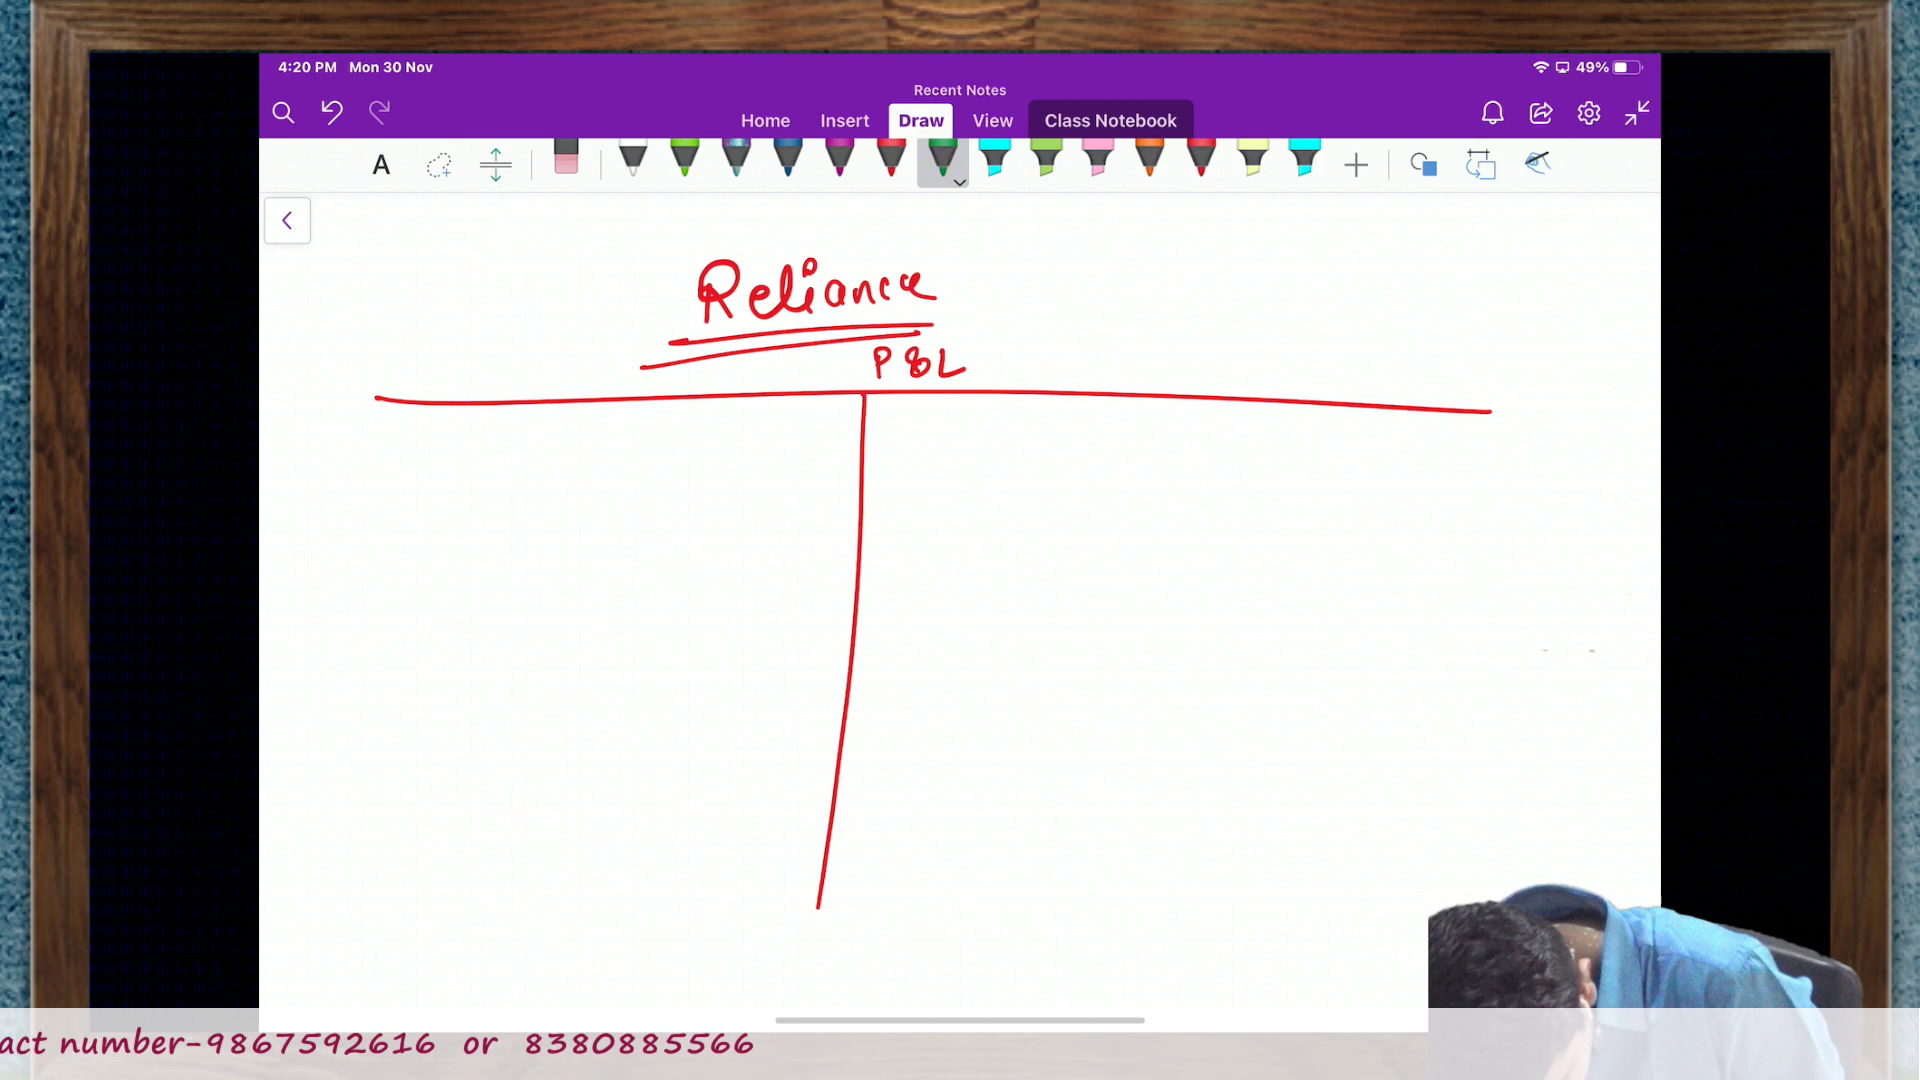 4:20 PM Mon 30 Nov
49%
Recent Notes
Home Insert Draw View Class Notebook
A
Reliance
P&L
act number-9867592616 or 8380885566